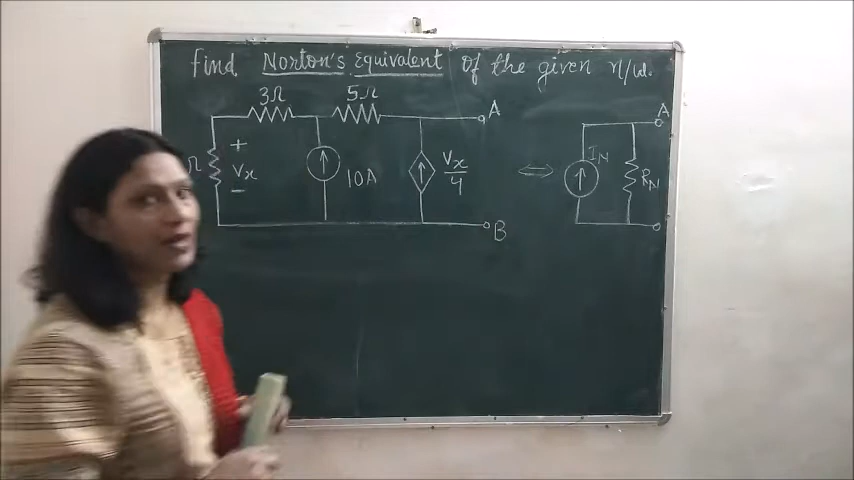 Find Norton's Equivalent of the given n/w.
3Ω 5Ω A A
Ω + Vx − 10A Vx/4 ⇔ IN RN
B